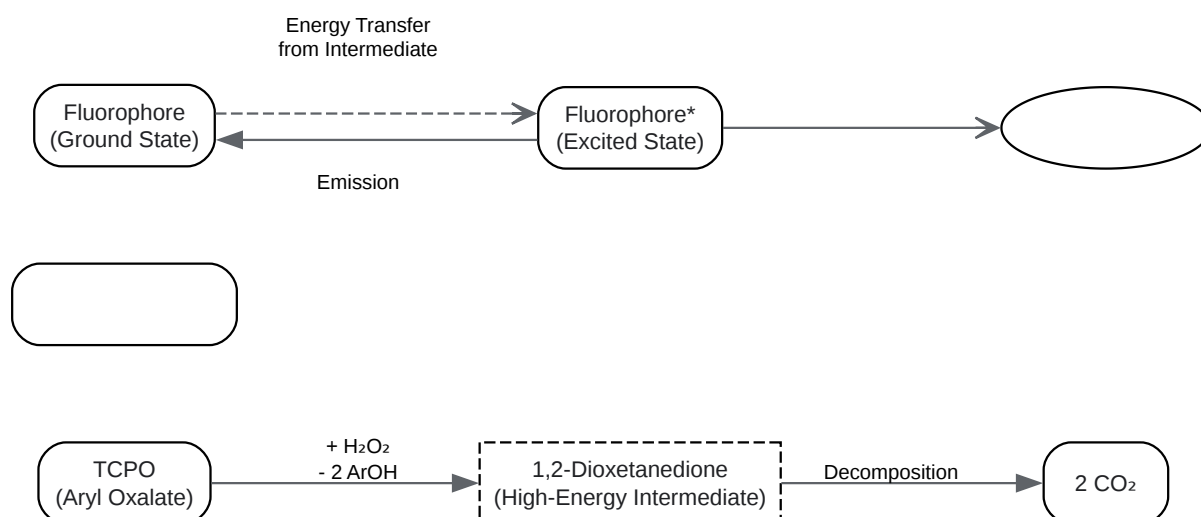 Energy Transfer
from Intermediate
Fluorophore
(Ground State)
Fluorophore*
(Excited State)
Emission
TCPO
(Aryl Oxalate)
+ H₂O₂
- 2 ArOH
1,2-Dioxetanedione
(High-Energy Intermediate)
Decomposition
2 CO₂